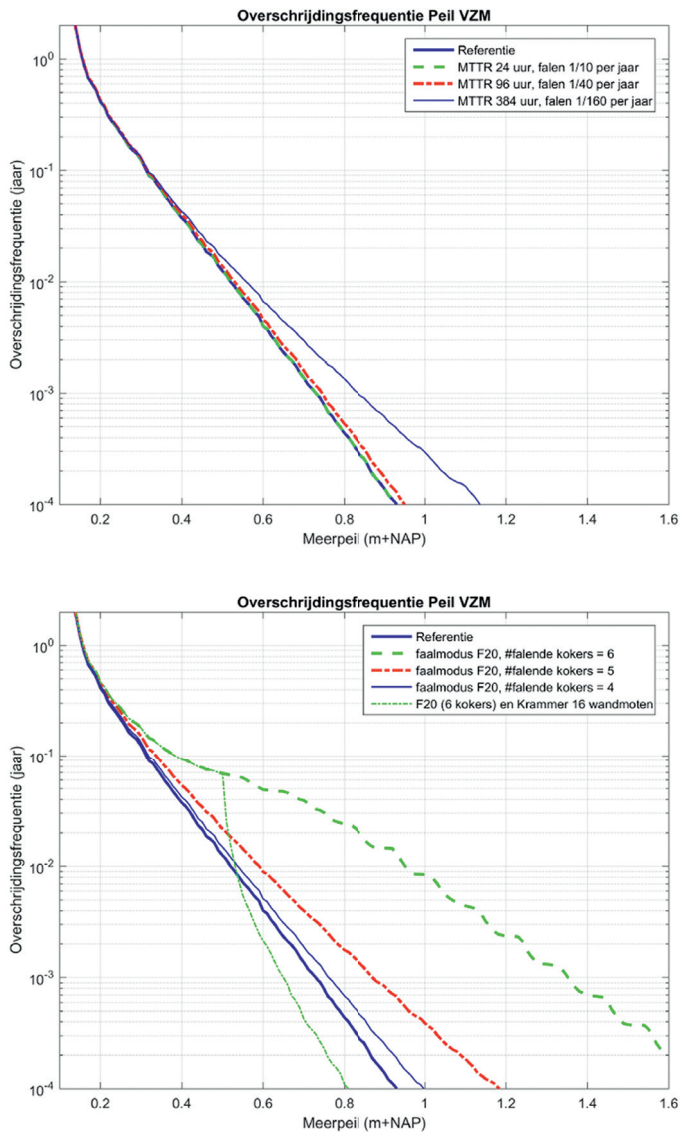 Overschrijdingsfrequentie Peil VZM
Referentie
MTTR 24 uur, falen 1/10 per jaar
MTTR 96 uur, falen 1/40 per jaar
MTTR 384 uur, falen 1/160 per jaar
Overschrijdingsfrequentie (jaar)
10^0
10^-1
10^-2
10^-3
10^-4
0.2 0.4 0.6 0.8 1 1.2 1.4 1.6
Meerpeil (m+NAP)
Overschrijdingsfrequentie Peil VZM
Referentie
faalmodus F20, #falende kokers = 6
faalmodus F20, #falende kokers = 5
faalmodus F20, #falende kokers = 4
F20 (6 kokers) en Krammer 16 wandmoten
Overschrijdingsfrequentie (jaar)
10^0
10^-1
10^-2
10^-3
10^-4
0.2 0.4 0.6 0.8 1 1.2 1.4 1.6
Meerpeil (m+NAP)